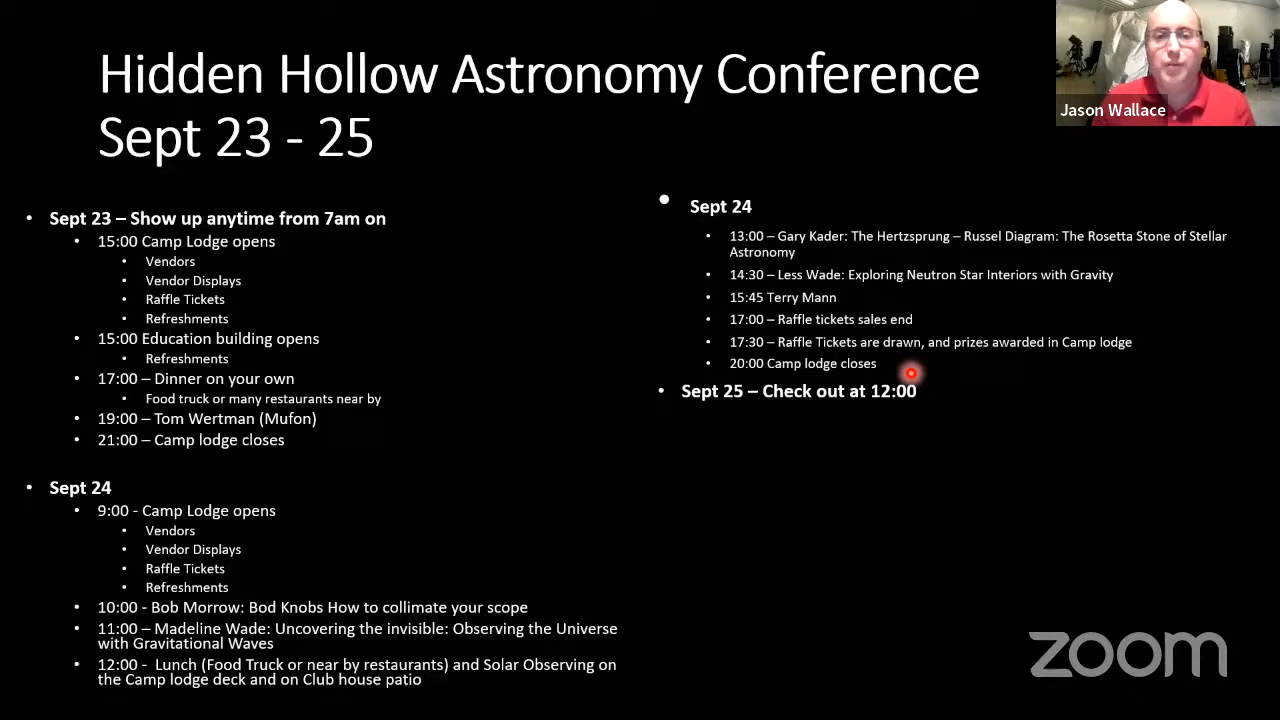 Hidden Hollow Astronomy Conference
Sept 23 - 25
Jason Wallace
• Sept 23 – Show up anytime from 7am on
• 15:00 Camp Lodge opens
• Vendors
• Vendor Displays
• Raffle Tickets
• Refreshments
• 15:00 Education building opens
• Refreshments
• 17:00 – Dinner on your own
• Food truck or many restaurants near by
• 19:00 – Tom Wertman (Mufon)
• 21:00 – Camp lodge closes
• Sept 24
• 9:00 - Camp Lodge opens
• Vendors
• Vendor Displays
• Raffle Tickets
• Refreshments
• 10:00 - Bob Morrow: Bod Knobs How to collimate your scope
• 11:00 – Madeline Wade: Uncovering the invisible: Observing the Universe
with Gravitational Waves
• 12:00 - Lunch (Food Truck or near by restaurants) and Solar Observing on
the Camp lodge deck and on Club house patio
• Sept 24
• 13:00 – Gary Kader: The Hertzsprung – Russel Diagram: The Rosetta Stone of Stellar
Astronomy
• 14:30 – Less Wade: Exploring Neutron Star Interiors with Gravity
• 15:45 Terry Mann
• 17:00 – Raffle tickets sales end
• 17:30 – Raffle Tickets are drawn, and prizes awarded in Camp lodge
• 20:00 Camp lodge closes
• Sept 25 – Check out at 12:00
zoom